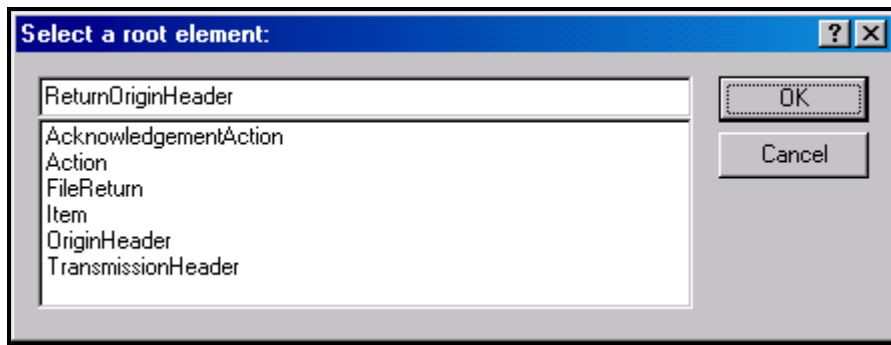 Select a root element:
ReturnOriginHeader
OK
AcknowledgementAction
Action
Cancel
FileReturn
Item
OriginHeader
TransmissionHeader